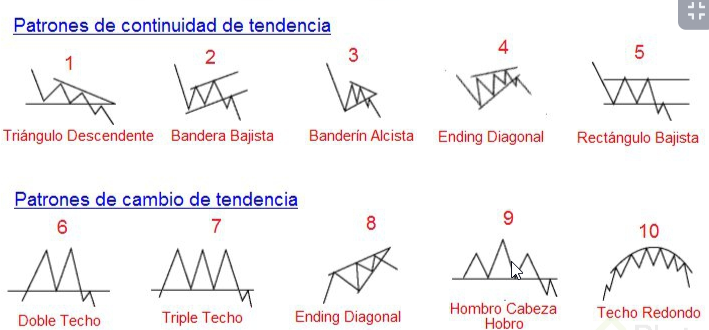 Patrones de continuidad de tendencia
1 2 3 4 5
Triángulo Descendente Bandera Bajista Banderín Alcista Ending Diagonal Rectángulo Bajista
Patrones de cambio de tendencia
6 7 8 9 10
Doble Techo Triple Techo Ending Diagonal Hombro Cabeza Techo Redondo
Hobro